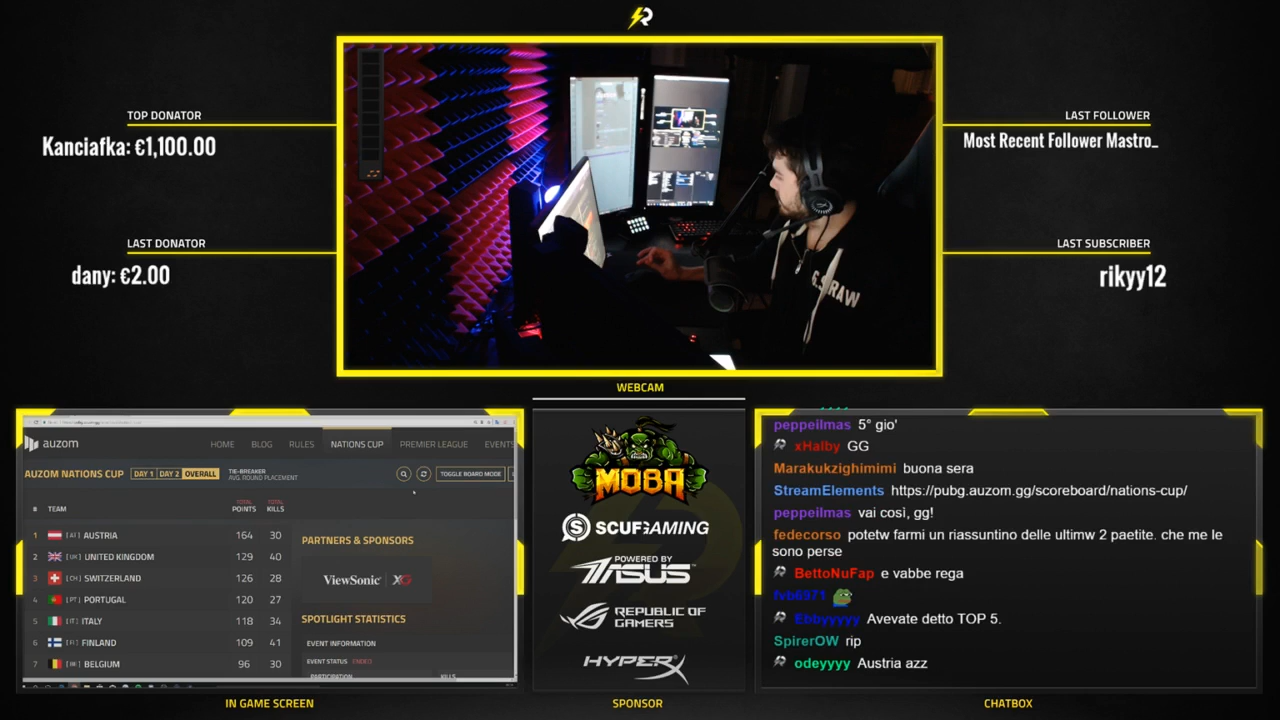 TOP DONATOR
Kanciafka: €1,100.00
LAST DONATOR
dany: €2.00
LAST FOLLOWER
Most Recent Follower Mastro_
LAST SUBSCRIBER
rikyy12
G.STRAW
WEBCAM
auzom
HOME BLOG RULES NATIONS CUP PREMIER LEAGUE EVENTS
AUZOM NATIONS CUP DAY 1 DAY 2 OVERALL
TIE-BREAKER
AVG. ROUND PLACEMENT
TOGGLE BOARD MODE
# TEAM TOTAL POINTS TOTAL KILLS
1 [AT] AUSTRIA 164 30
2 [UK] UNITED KINGDOM 129 40
3 [CH] SWITZERLAND 126 28
4 [PT] PORTUGAL 120 27
5 [IT] ITALY 118 34
6 [FI] FINLAND 109 41
7 [BE] BELGIUM 96 30
PARTNERS & SPONSORS
ViewSonic XG
SPOTLIGHT STATISTICS
EVENT INFORMATION
EVENT STATUS ENDED
PARTICIPATION KILLS
IN GAME SCREEN
MOBA
SCUFGAMING
POWERED BY
ASUS
REPUBLIC OF
GAMERS
HYPERX
SPONSOR
peppeilmas 5° gio'
xHalby GG
Marakukzighimimi buona sera
StreamElements https://pubg.auzom.gg/scoreboard/nations-cup/
peppeilmas vai così, gg!
fedecorso potetw farmi un riassuntino delle ultimw 2 paetite. che me le
sono perse
BettoNuFap e vabbe rega
fvb6971
Ebbyyyyy Avevate detto TOP 5.
SpirerOW rip
odeyyyy Austria azz
CHATBOX